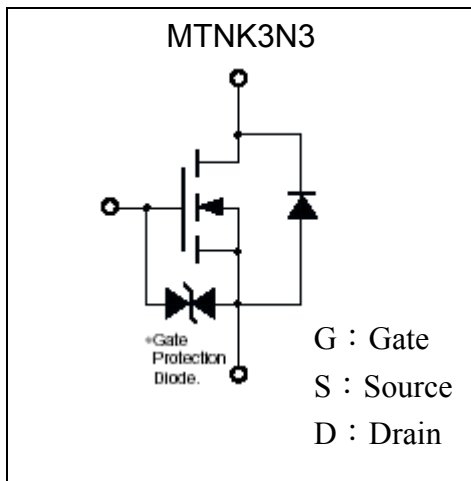 MTNK3N3
*Gate
Protection
Diode.
G：Gate
S：Source
D：Drain